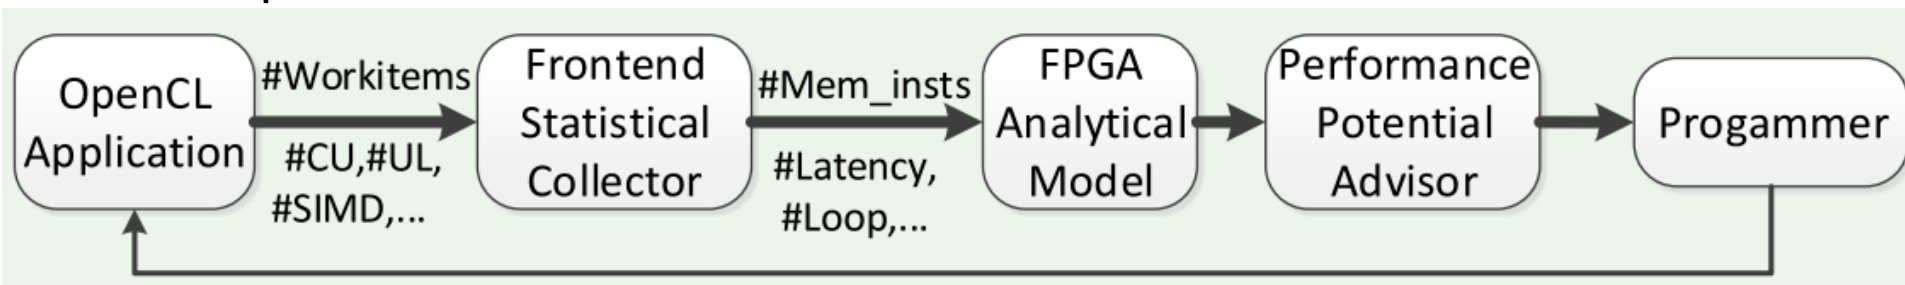 OpenCL
Application
#Workitems
#CU,#UL,
#SIMD,...
Frontend
Statistical
Collector
#Mem_insts
#Latency,
#Loop,...
FPGA
Analytical
Model
Performance
Potential
Advisor
Progammer